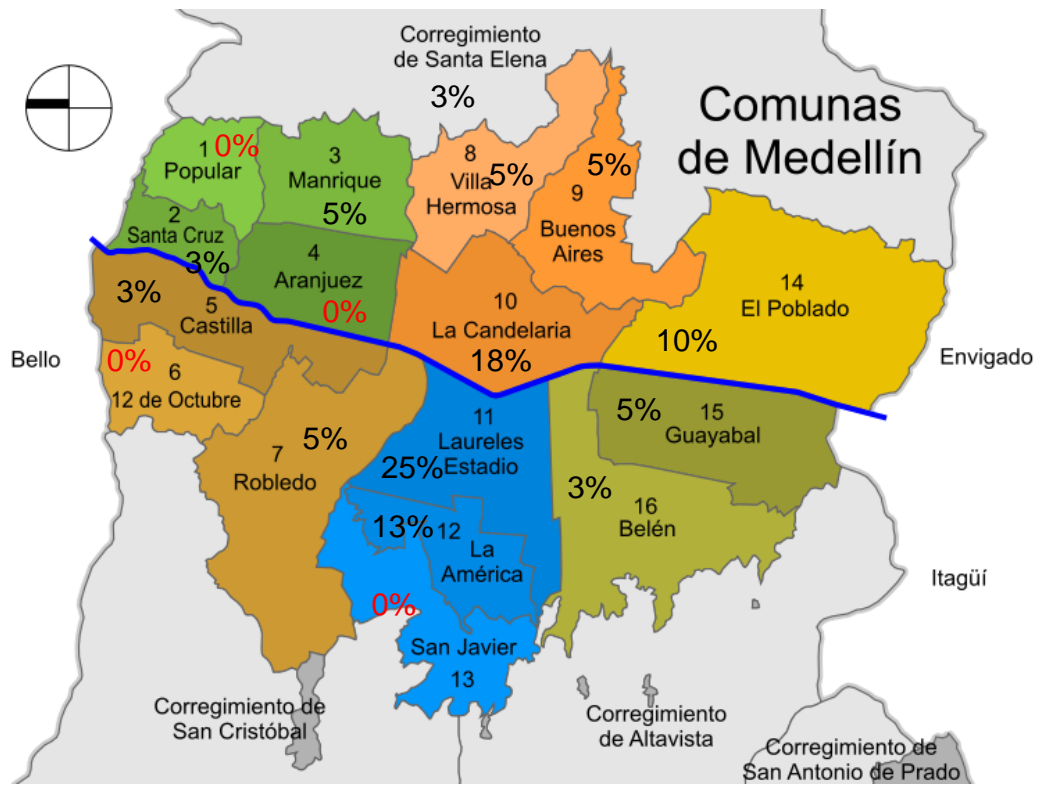 Corregimiento
de Santa Elena
3%
Comunas
de Medellín
1
0%
Popular
3
Manrique
5%
8
Villa
5%
Hermosa
5%
9
Buenos
Aires
2
Santa Cruz
3%
4
Aranjuez
0%
14
El Poblado
10%
10
La Candelaria
18%
3%
5
Castilla
Bello
0%
6
12 de Octubre
Envigado
7
5%
Robledo
11
Laureles
Estadio
25%
5%
15
Guayabal
3%
16
Belén
13%
12
La
América
Itagüí
0%
San Javier
13
Corregimiento de
San Cristóbal
Corregimiento
de Altavista
Corregimiento de
San Antonio de Prado